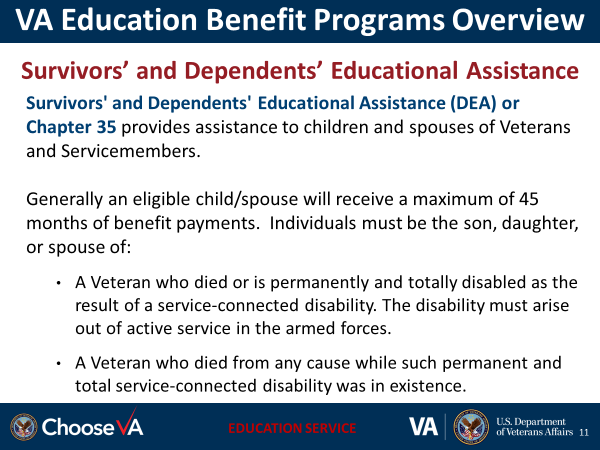 VA Education Benefit Programs Overview
Survivors’ and Dependents’ Educational Assistance
Survivors' and Dependents' Educational Assistance (DEA) or
Chapter 35 provides assistance to children and spouses of Veterans
and Servicemembers.
Generally an eligible child/spouse will receive a maximum of 45
months of benefit payments.  Individuals must be the son, daughter,
or spouse of:
• A Veteran who died or is permanently and totally disabled as the
result of a service-connected disability. The disability must arise
out of active service in the armed forces.
• A Veteran who died from any cause while such permanent and
total service-connected disability was in existence.
Choose VA
EDUCATION SERVICE
VA
U.S. Department
of Veterans Affairs
11